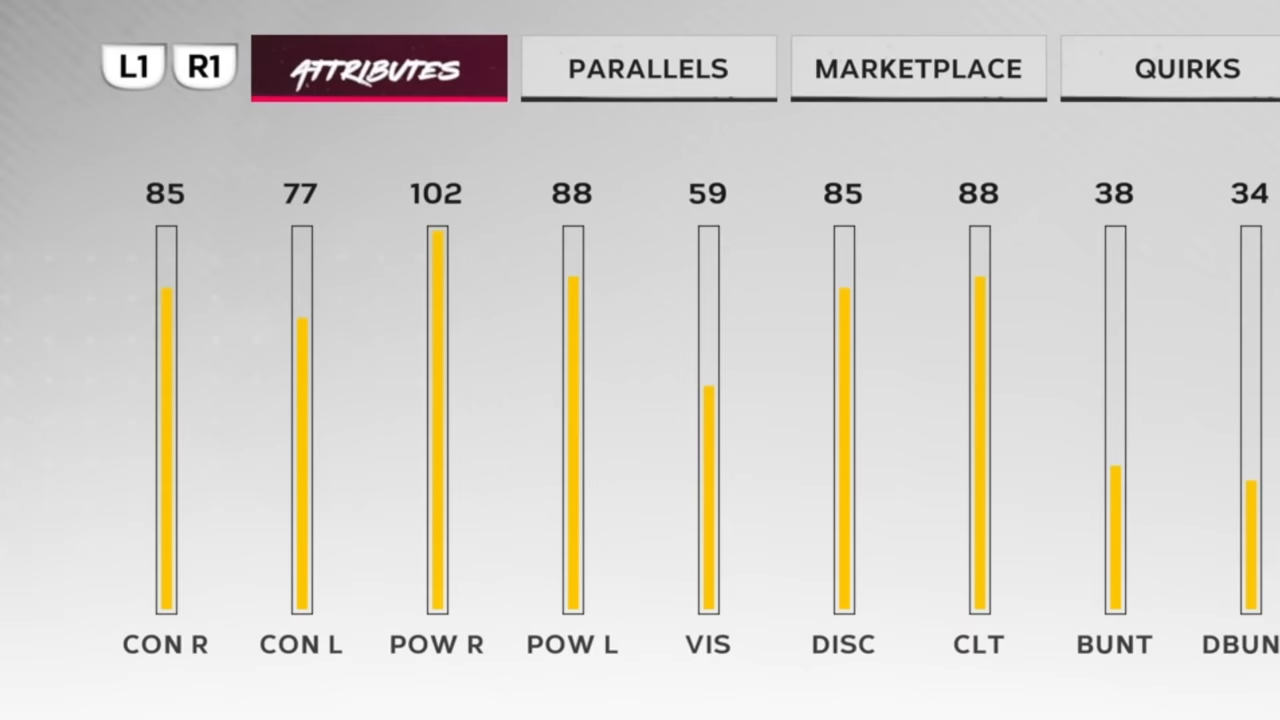 L1 R1 ATTRIBUTES PARALLELS MARKETPLACE QUIRKS
85 77 102 88 59 85 88 38 34
CON R CON L POW R POW L VIS DISC CLT BUNT DBUN